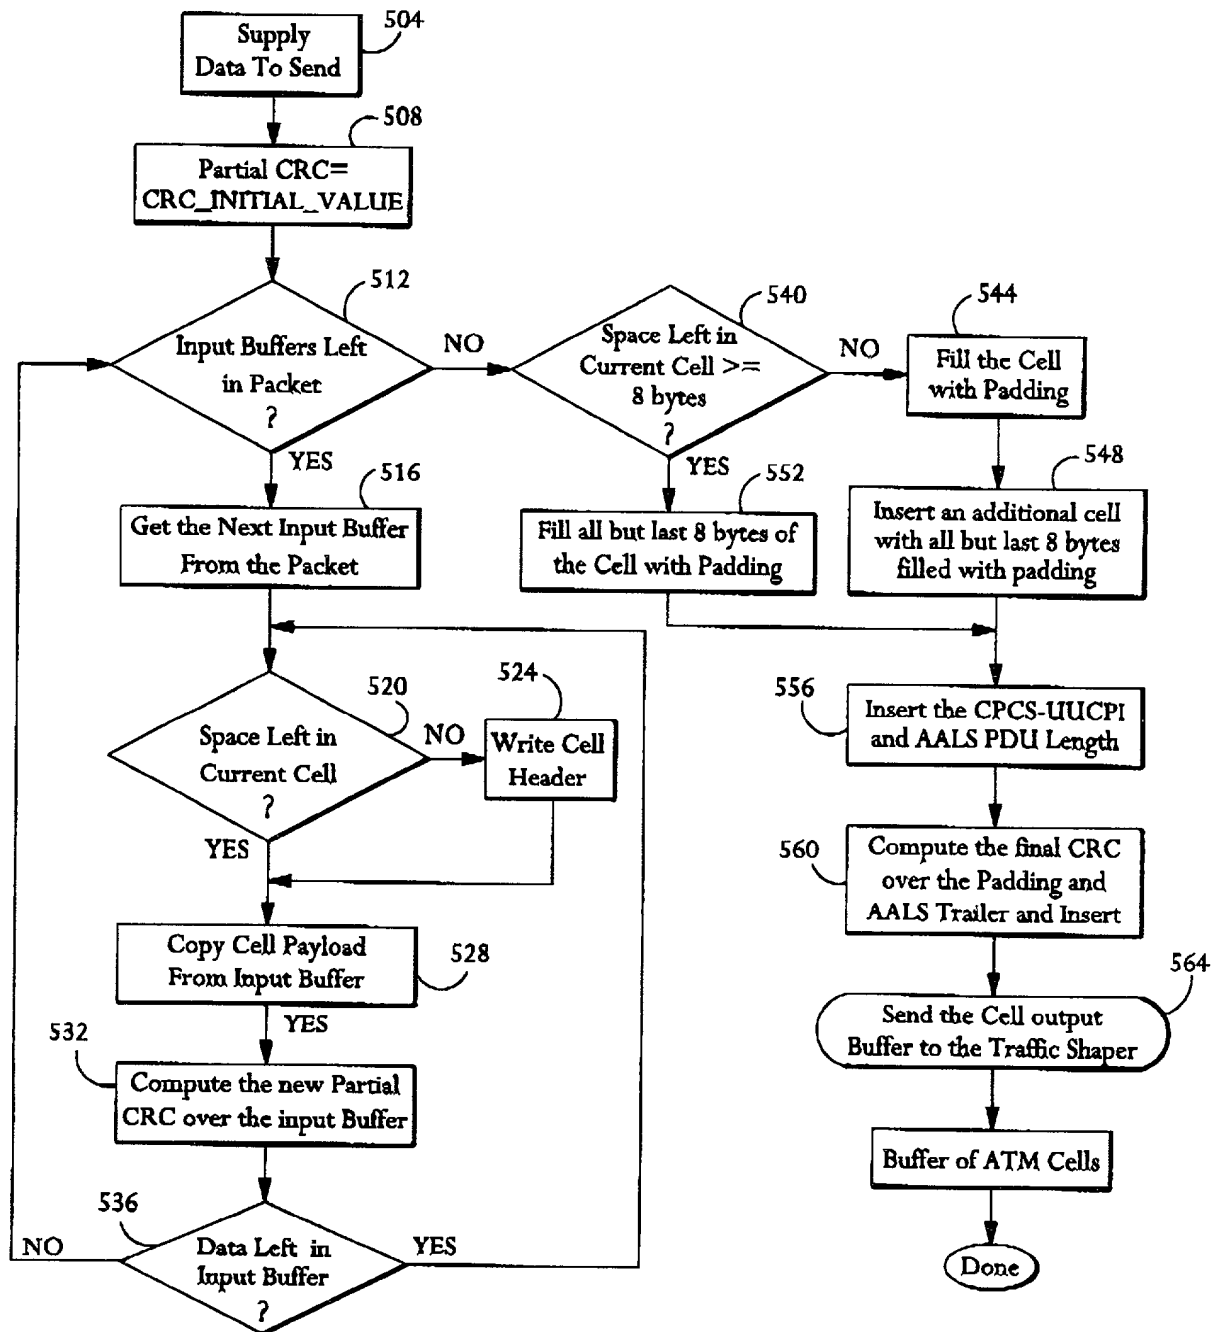 504
Supply
Data To Send
508
Partial CRC=
CRC_INITIAL_VALUE
512
Input Buffers Left
in Packet
?
NO
YES
540
Space Left in
Current Cell >=
8 bytes
?
NO
YES
544
Fill the Cell
with Padding
516
Get the Next Input Buffer
From the Packet
552
Fill all but last 8 bytes of
the Cell with Padding
548
Insert an additional cell
with all but last 8 bytes
filled with padding
520
Space Left in
Current Cell
?
NO
YES
524
Write Cell
Header
556
Insert the CPCS-UUCPI
and AALS PDU Length
528
Copy Cell Payload
From Input Buffer
YES
560
Compute the final CRC
over the Padding and
AALS Trailer and Insert
532
Compute the new Partial
CRC over the input Buffer
564
Send the Cell output
Buffer to the Traffic Shaper
536
Data Left in
Input Buffer
?
NO
YES
Buffer of ATM Cells
Done